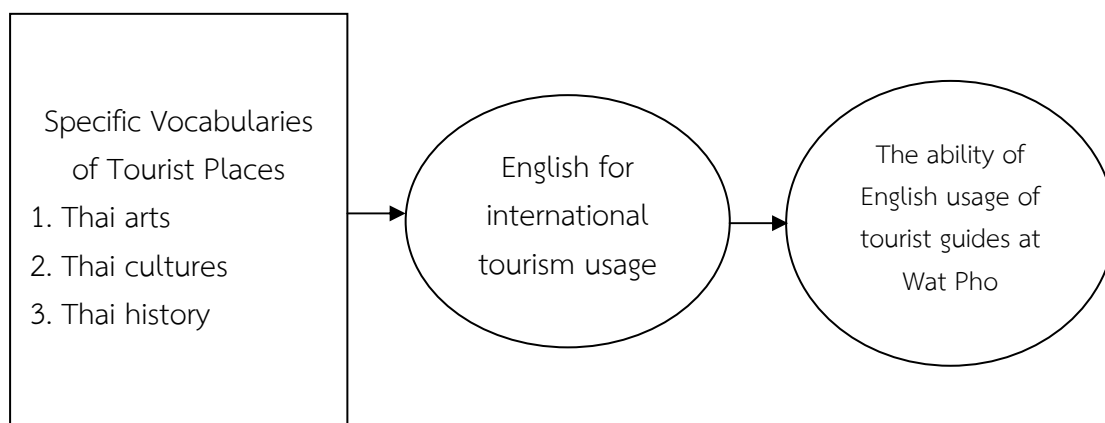 Specific Vocabularies
of Tourist Places
1. Thai arts
2. Thai cultures
3. Thai history
English for
international
tourism usage
The ability of
English usage of
tourist guides at
Wat Pho